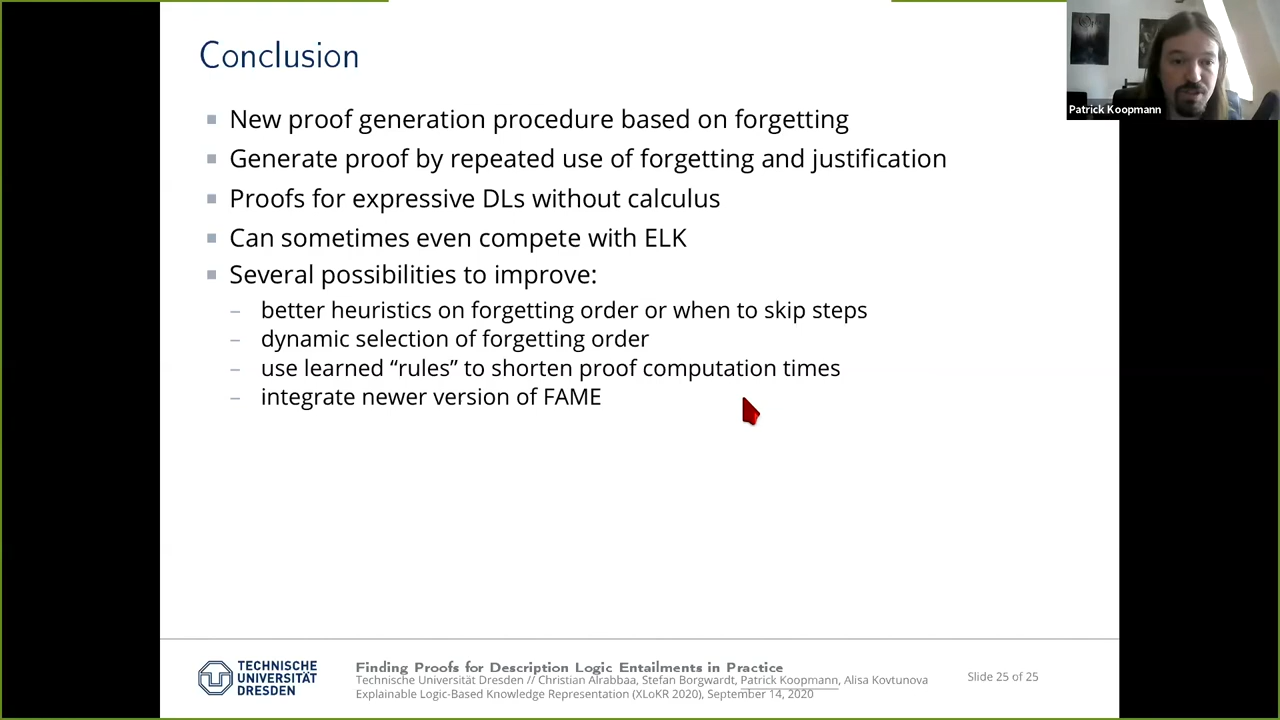 Conclusion
New proof generation procedure based on forgetting
Generate proof by repeated use of forgetting and justification
Proofs for expressive DLs without calculus
Can sometimes even compete with ELK
Several possibilities to improve:
– better heuristics on forgetting order or when to skip steps
– dynamic selection of forgetting order
– use learned “rules” to shorten proof computation times
– integrate newer version of FAME
Patrick Koopmann
TECHNISCHE
UNIVERSITÄT
DRESDEN
Finding Proofs for Description Logic Entailments in Practice
Technische Universität Dresden // Christian Alrabbaa, Stefan Borgwardt, Patrick Koopmann, Alisa Kovtunova
Explainable Logic-Based Knowledge Representation (XLoKR 2020), September 14, 2020
Slide 25 of 25